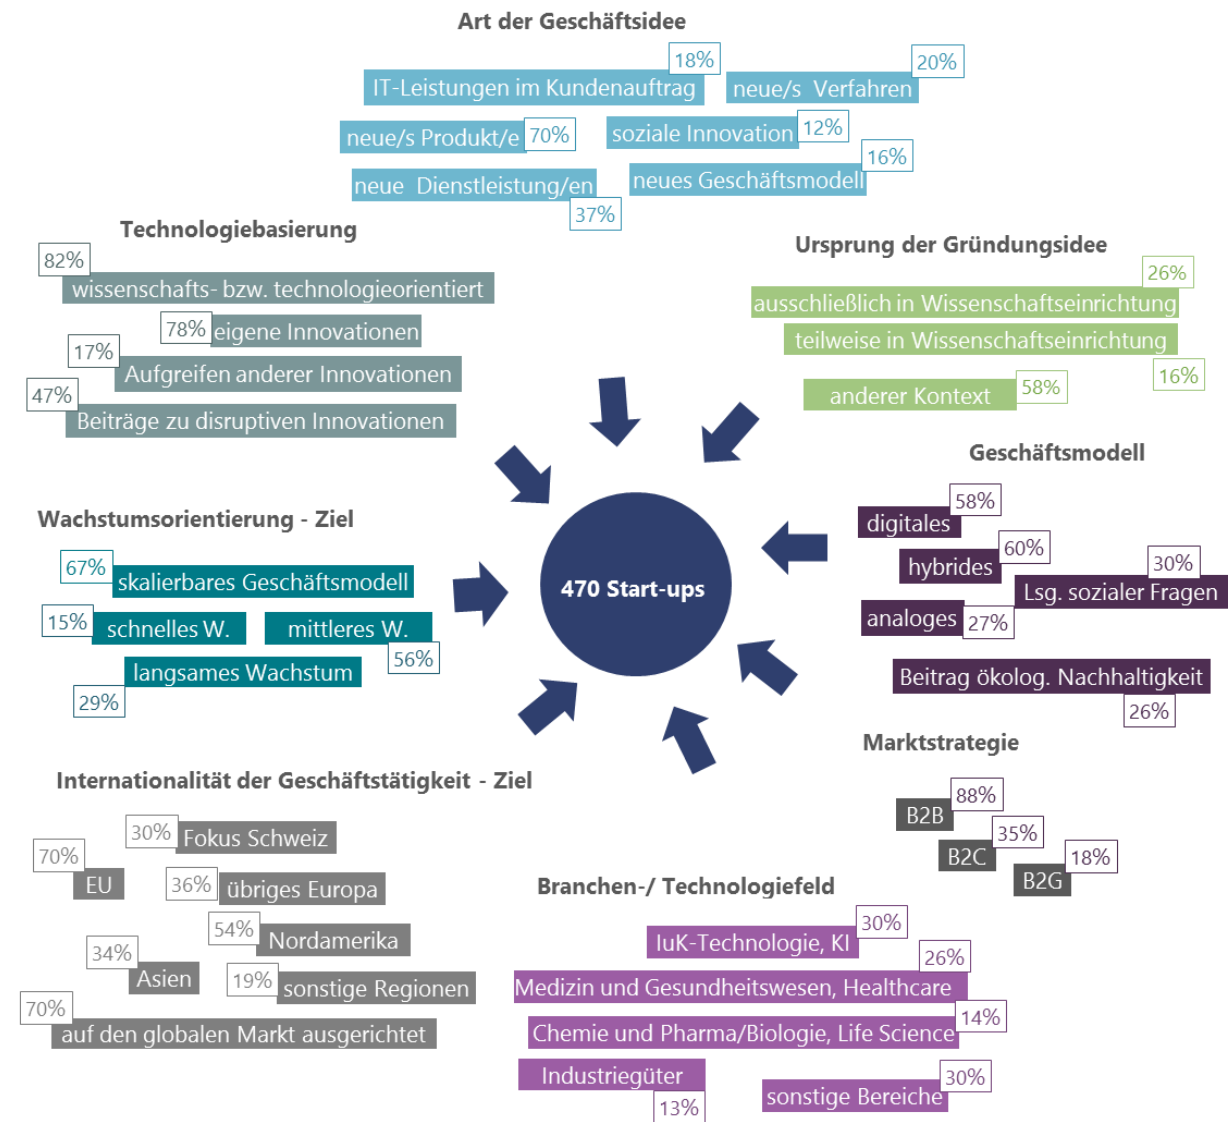 Art der Geschäftsidee
18%
IT-Leistungen im Kundenauftrag
20%
neue/s Verfahren
neue/s Produkt/e
70%
soziale Innovation
12%
neue Dienstleistung/en
37%
neues Geschäftsmodell
16%
Technologiebasierung
82%
wissenschafts- bzw. technologieorientiert
78%
eigene Innovationen
17%
Aufgreifen anderer Innovationen
47%
Beiträge zu disruptiven Innovationen
Ursprung der Gründungsidee
26%
ausschließlich in Wissenschaftseinrichtung
teilweise in Wissenschaftseinrichtung
16%
anderer Kontext
58%
Wachstumsorientierung - Ziel
67%
skalierbares Geschäftsmodell
15%
schnelles W.
mittleres W.
56%
langsames Wachstum
29%
470 Start-ups
Geschäftsmodell
digitales
58%
hybrides
60%
30%
Lsg. sozialer Fragen
analoges
27%
Beitrag ökolog. Nachhaltigkeit
26%
Marktstrategie
B2B
88%
B2C
35%
B2G
18%
Internationalität der Geschäftstätigkeit - Ziel
30%
Fokus Schweiz
70%
EU
36%
übriges Europa
54%
Nordamerika
34%
Asien
19%
sonstige Regionen
70%
auf den globalen Markt ausgerichtet
Branchen-/ Technologiefeld
IuK-Technologie, KI
30%
26%
Medizin und Gesundheitswesen, Healthcare
Chemie und Pharma/Biologie, Life Science
14%
Industriegüter
13%
sonstige Bereiche
30%